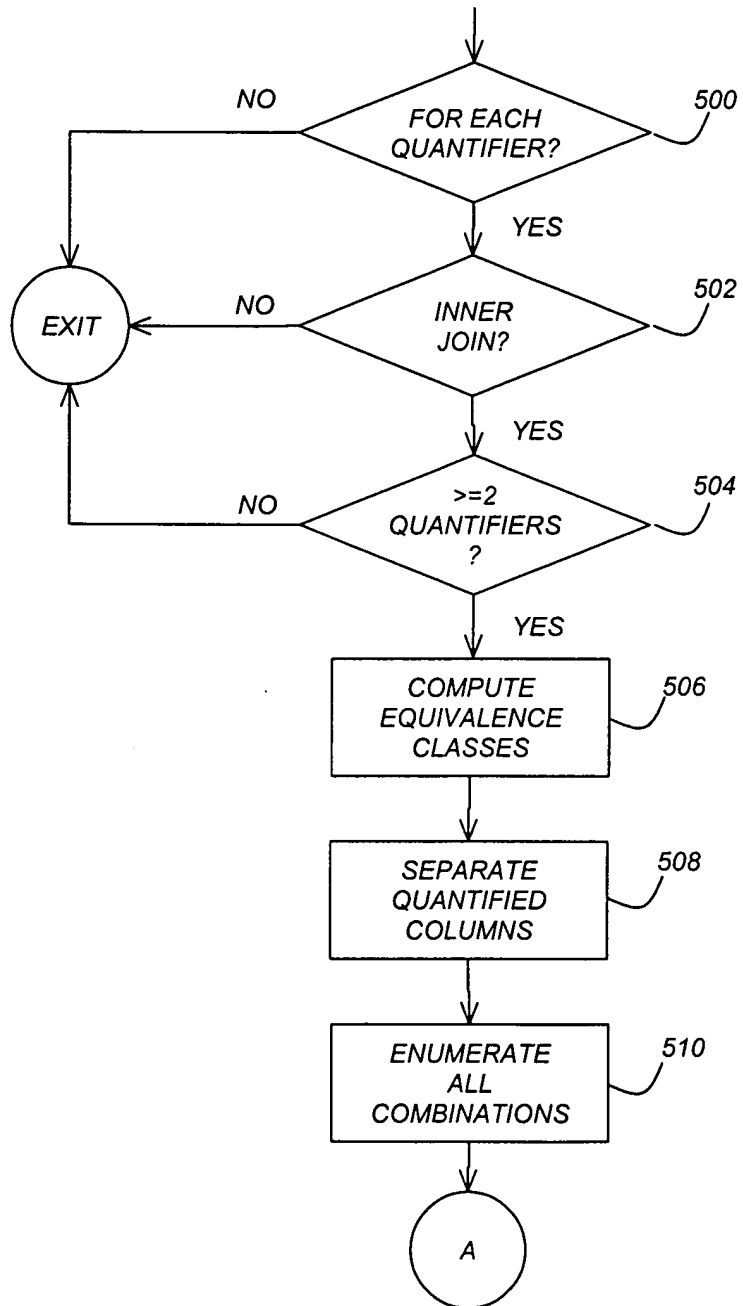 NO
FOR EACH
QUANTIFIER?
500
YES
EXIT
NO
INNER
JOIN?
502
YES
NO
>=2
QUANTIFIERS
?
504
YES
COMPUTE
EQUIVALENCE
CLASSES
506
SEPARATE
QUANTIFIED
COLUMNS
508
ENUMERATE
ALL
COMBINATIONS
510
A